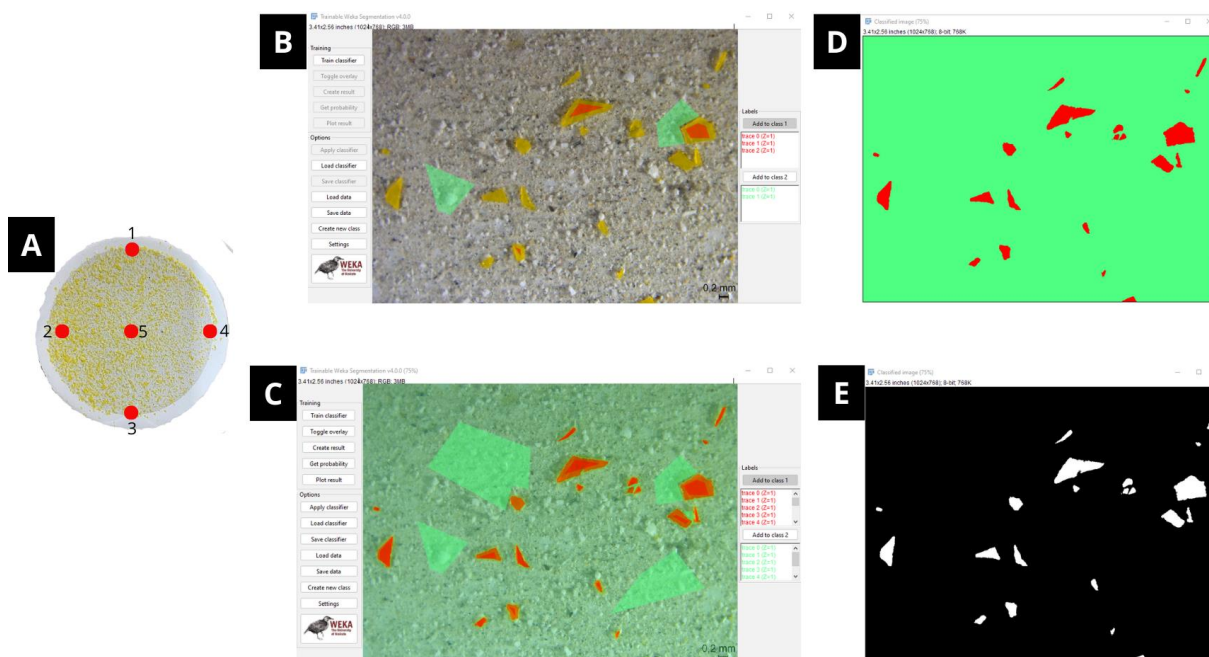 A
1
2
5
4
3
B
Trainable Weka Segmentation v4.0.0
3.41x2.56 inches (1024x768); RGB; 3MB
Training
Train classifier
Toggle overlay
Create result
Get probability
Plot result
Options
Apply classifier
Load classifier
Save classifier
Load data
Save data
Create new class
Settings
WEKA
The University
of Waikato
0.2 mm
Labels
Add to class 1
trace 0 (Z=1)
trace 1 (Z=1)
trace 2 (Z=1)
Add to class 2
trace 0 (Z=1)
trace 1 (Z=1)
C
Trainable Weka Segmentation v4.0.0 (75%)
3.41x2.56 inches (1024x768); RGB; 3MB
Training
Train classifier
Toggle overlay
Create result
Get probability
Plot result
Options
Apply classifier
Load classifier
Save classifier
Load data
Save data
Create new class
Settings
WEKA
The University
of Waikato
0.2 mm
Labels
Add to class 1
trace 0 (Z=1)
trace 1 (Z=1)
trace 2 (Z=1)
trace 3 (Z=1)
trace 4 (Z=1)
Add to class 2
trace 0 (Z=1)
trace 1 (Z=1)
trace 2 (Z=1)
trace 3 (Z=1)
trace 4 (Z=1)
D
Classified image (75%)
3.41x2.56 inches (1024x768); 8-bit; 768K
E
Classified image (75%)
3.41x2.56 inches (1024x768); 8-bit; 768K